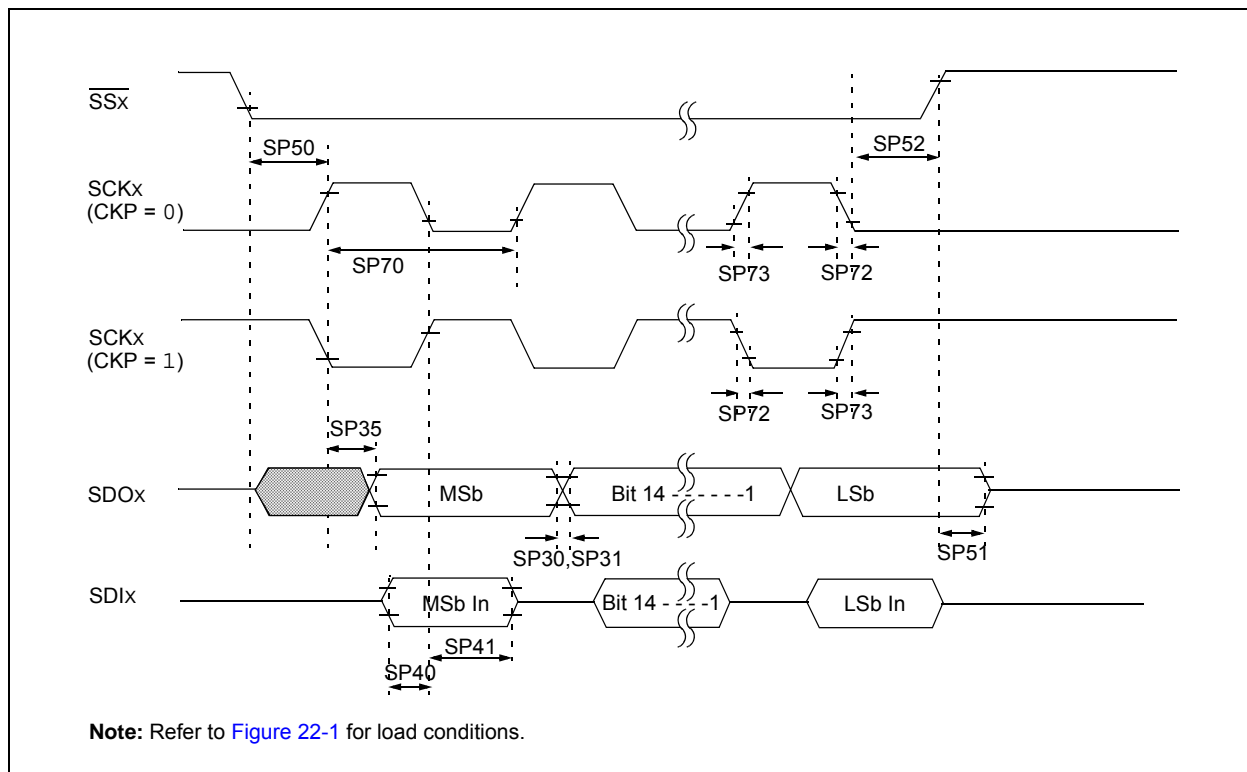 SSx
SP50
SP52
SCKx
(CKP = 0)
SP70
SP73
SP72
SCKx
(CKP = 1)
SP72
SP73
SP35
SDOx
MSb
Bit 14 - - - - - -1
LSb
SP30,SP31
SP51
SDIx
MSb In
Bit 14 - - - -1
LSb In
SP41
SP40
Note: Refer to Figure 22-1 for load conditions.